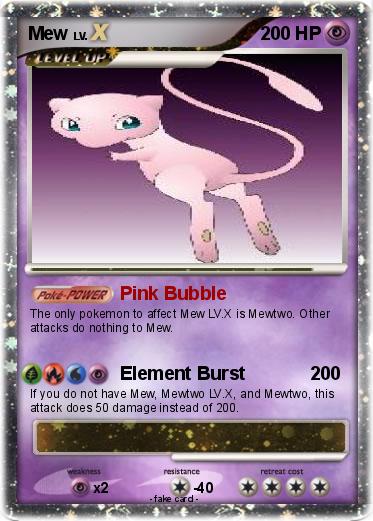 Mew LV.X 200 HP
LEVEL-UP
Poké-POWER Pink Bubble
The only pokemon to affect Mew LV.X is Mewtwo. Other
attacks do nothing to Mew.
Element Burst 200
If you do not have Mew, Mewtwo LV.X, and Mewtwo, this
attack does 50 damage instead of 200.
weakness resistance retreat cost
x2 -40
- fake card -